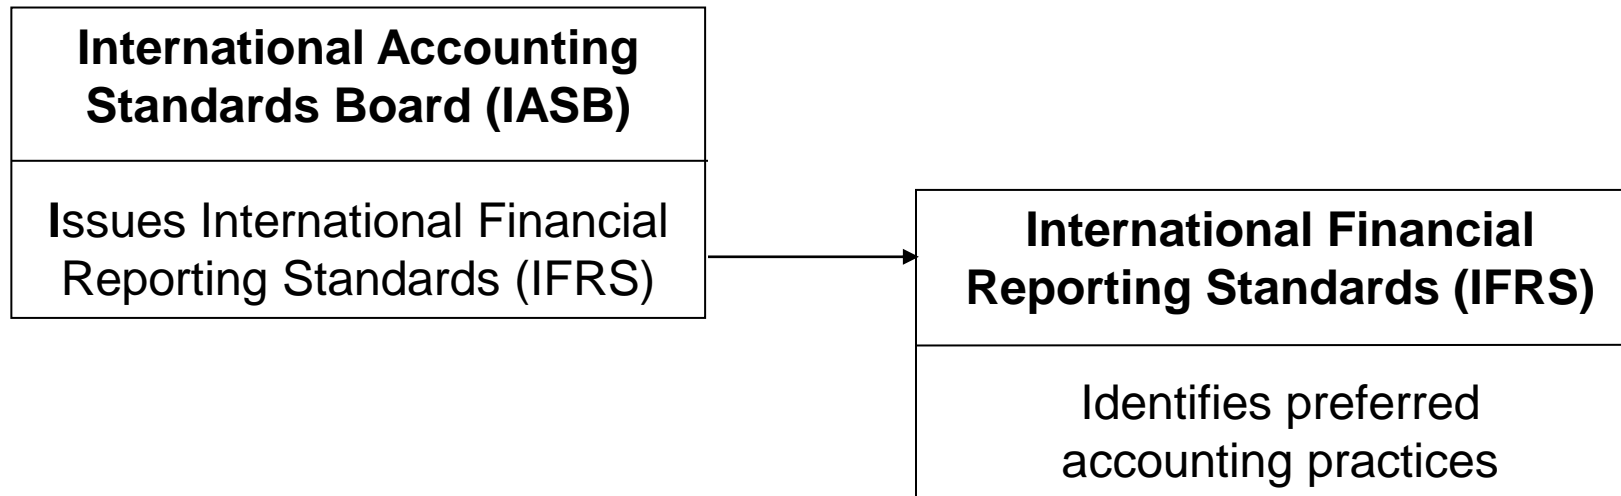 International Accounting
Standards Board (IASB)
Issues International Financial
Reporting Standards (IFRS)
International Financial
Reporting Standards (IFRS)
Identifies preferred
accounting practices